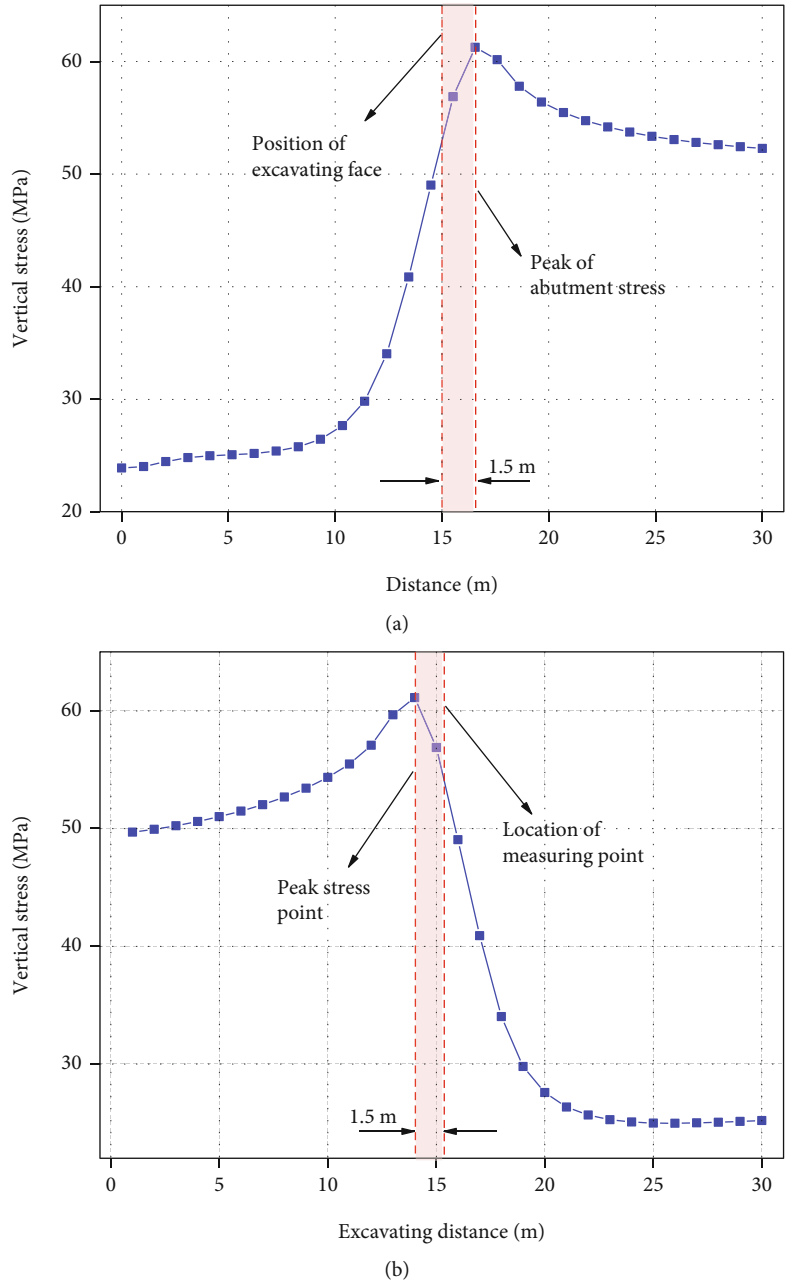 60
50
40
30
20
Vertical stress (MPa)
Position of
excavating face
Peak of
abutment stress
1.5 m
0
5
10
15
20
25
30
Distance (m)
(a)
60
50
40
30
Vertical stress (MPa)
Location of
measuring point
Peak stress
point
1.5 m
0
5
10
15
20
25
30
Excavating distance (m)
(b)